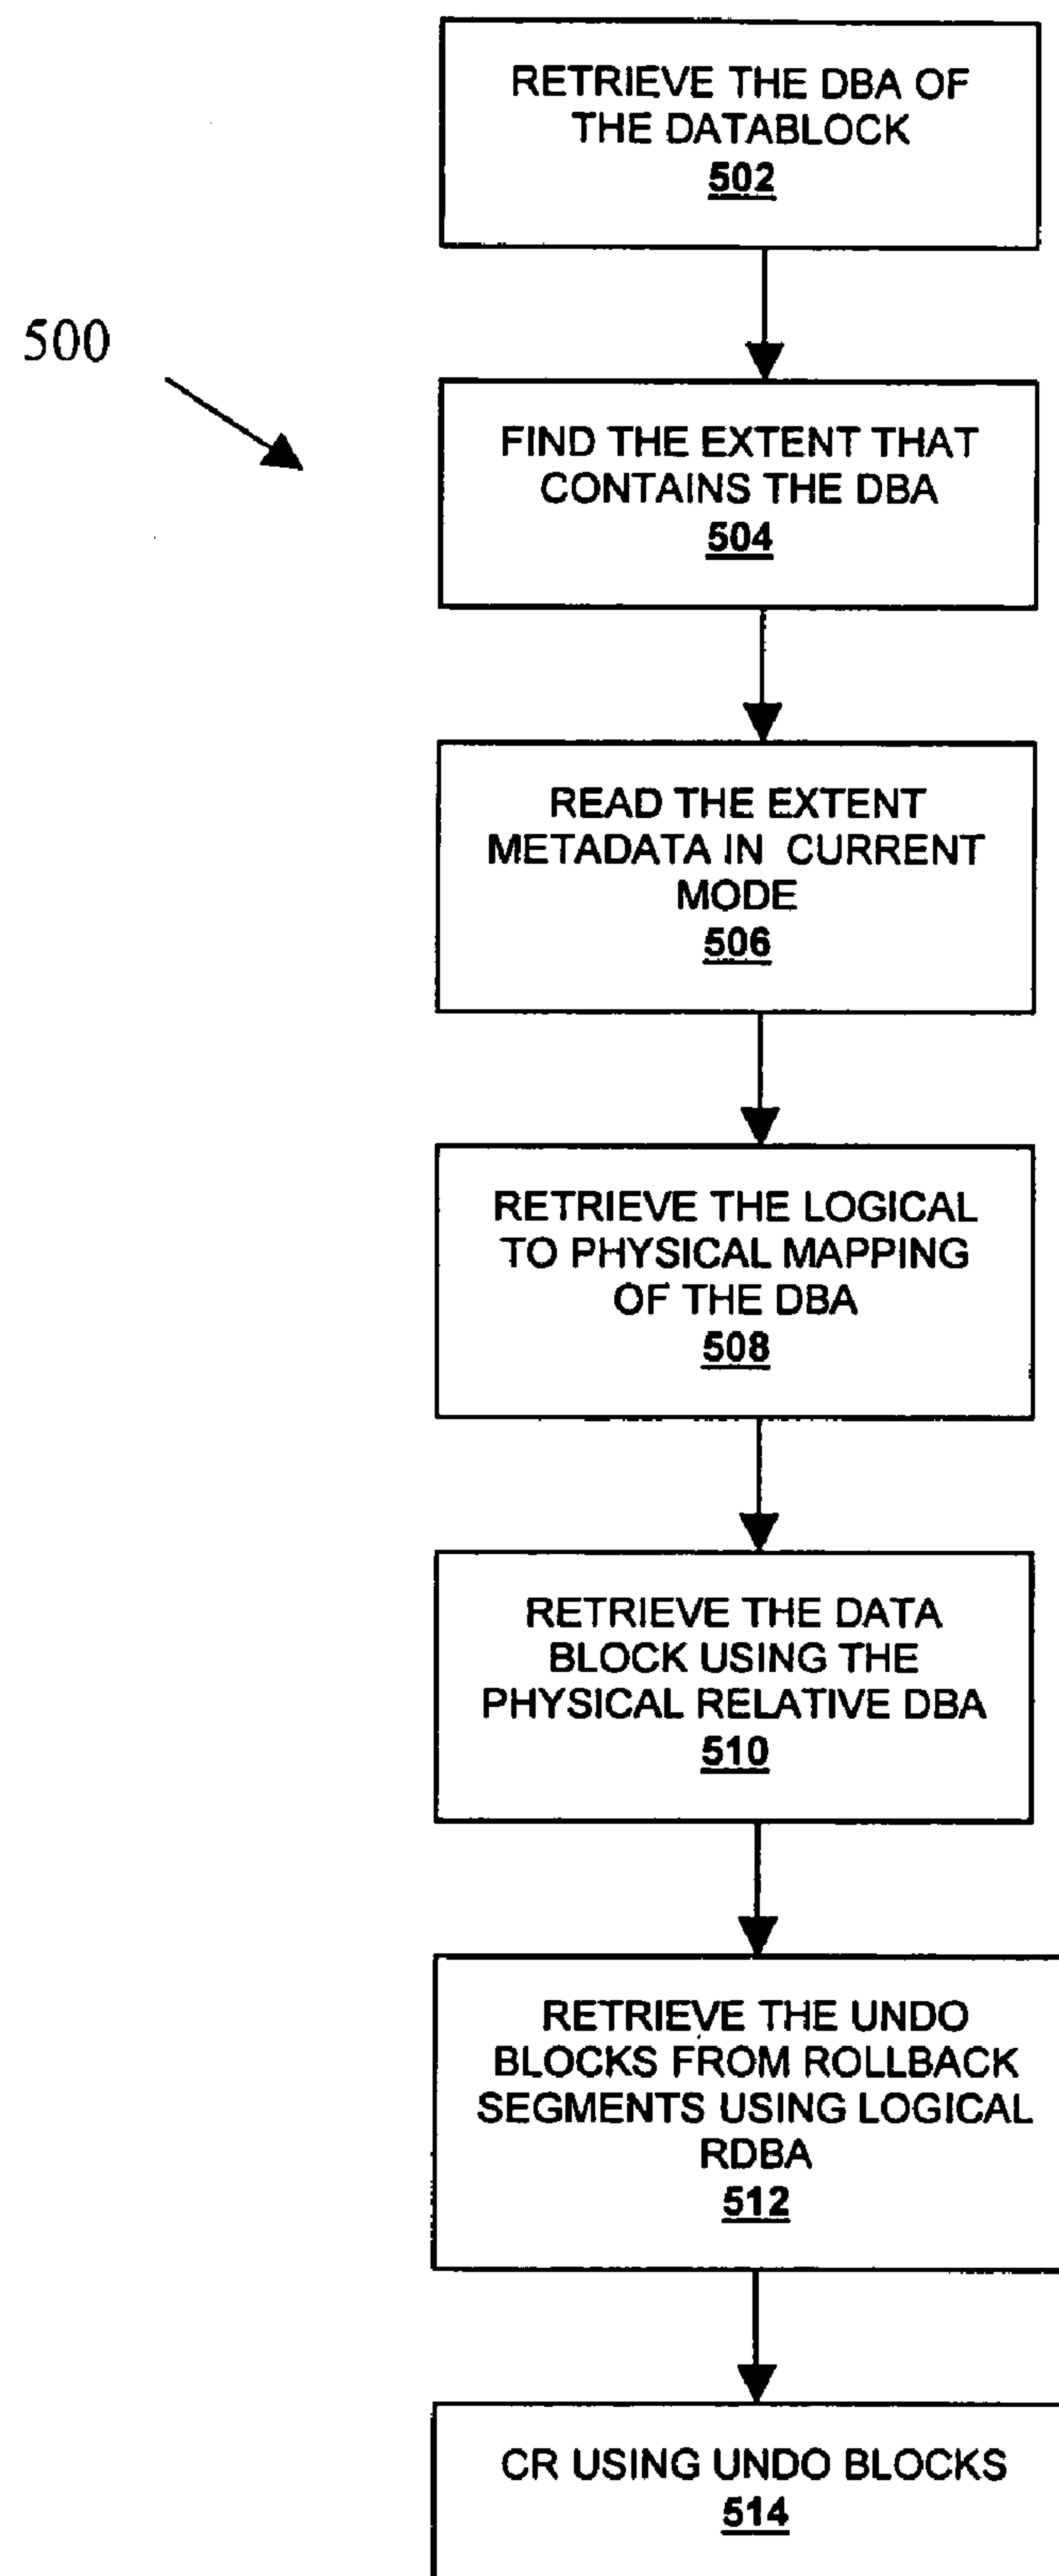 RETRIEVE THE DBA OF
THE DATABLOCK
502
500
FIND THE EXTENT THAT
CONTAINS THE DBA
504
READ THE EXTENT
METADATA IN CURRENT
MODE
506
RETRIEVE THE LOGICAL
TO PHYSICAL MAPPING
OF THE DBA
508
RETRIEVE THE DATA
BLOCK USING THE
PHYSICAL RELATIVE DBA
510
RETRIEVE THE UNDO
BLOCKS FROM ROLLBACK
SEGMENTS USING LOGICAL
RDBA
512
CR USING UNDO BLOCKS
514